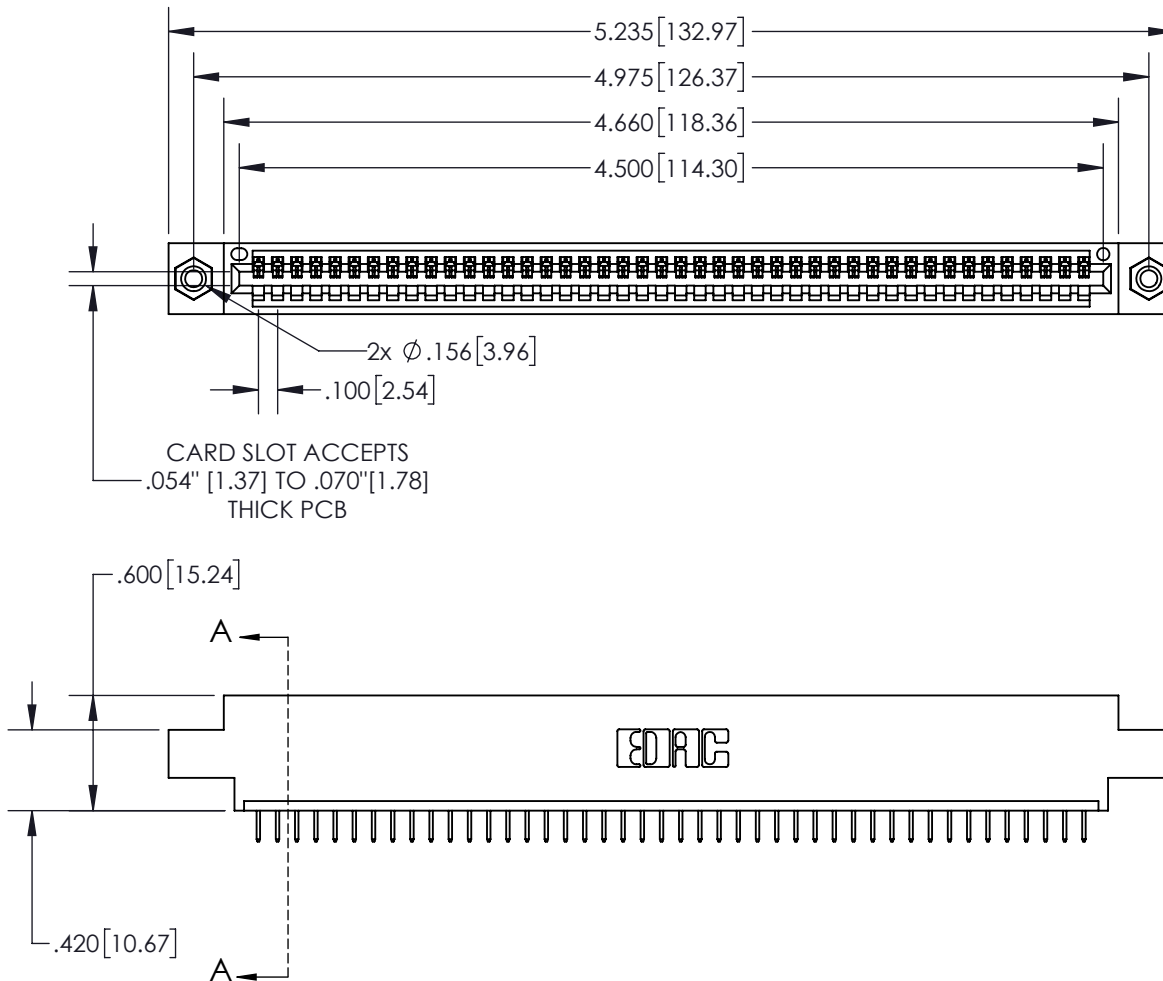 5.235[132.97]
4.975[126.37]
4.660[118.36]
4.500[114.30]
2x Ø.156[3.96]
.100[2.54]
CARD SLOT ACCEPTS
.054" [1.37] TO .070"[1.78]
THICK PCB
.600[15.24]
A
EDAC
.420[10.67]
A